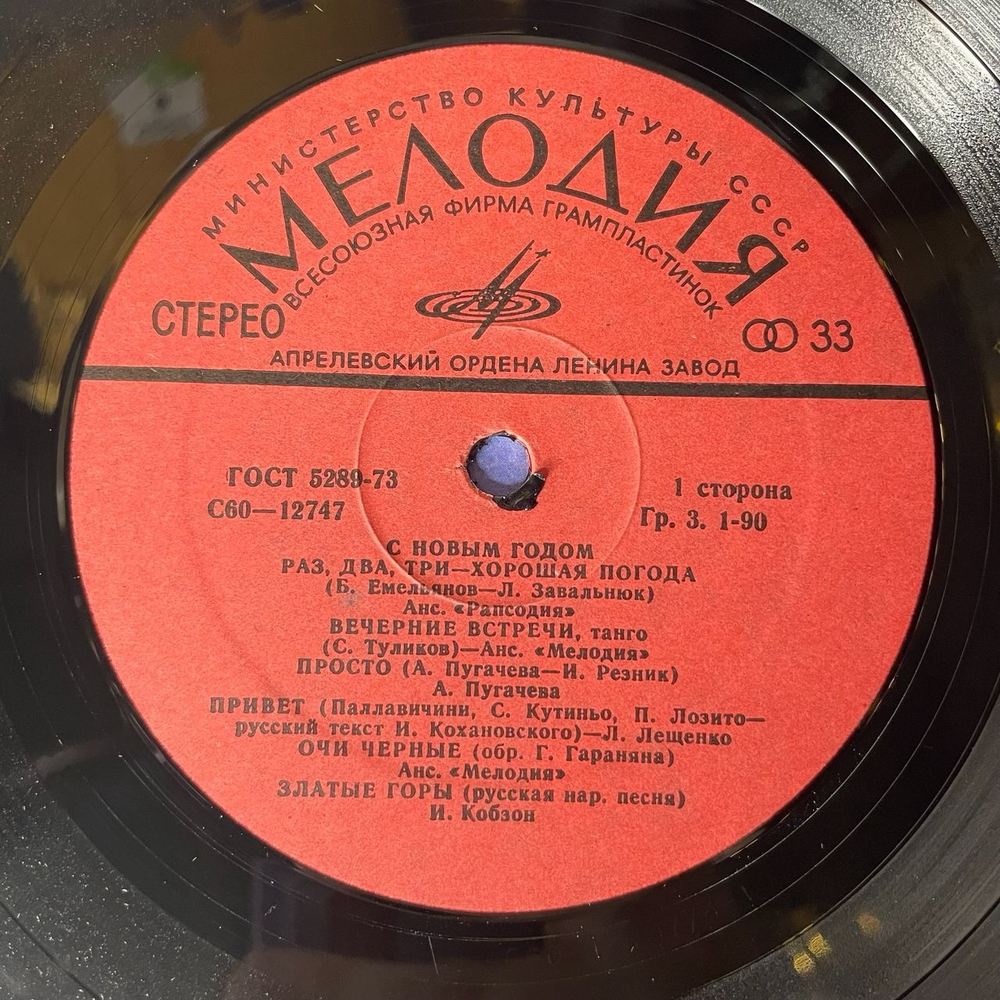 МИНИСТЕРСТВО КУЛЬТУРЫ СССР
МЕЛОДИЯ
ВСЕСОЮЗНАЯ ФИРМА ГРАМПЛАСТИНОК
СТЕРЕО
33
АПРЕЛЕВСКИЙ ОРДЕНА ЛЕНИНА ЗАВОД
ГОСТ 5289-73
1 сторона
С60—12747
Гр. 3. 1-90
С НОВЫМ ГОДОМ
РАЗ, ДВА, ТРИ—ХОРОШАЯ ПОГОДА
(Б. Емельянов—Л. Завальнюк)
Анс. «Рапсодия»
ВЕЧЕРНИЕ ВСТРЕЧИ, танго
(С. Туликов)—Анс. «Мелодия»
ПРОСТО (А. Пугачева—И. Резник)
А. Пугачева
ПРИВЕТ (Паллавичини, С. Кутиньо, П. Лозито—
русский текст И. Кохановского)—Л. Лещенко
ОЧИ ЧЕРНЫЕ (обр. Г. Гараняна)
Анс. «Мелодия»
ЗЛАТЫЕ ГОРЫ (русская нар. песня)
И. Кобзон